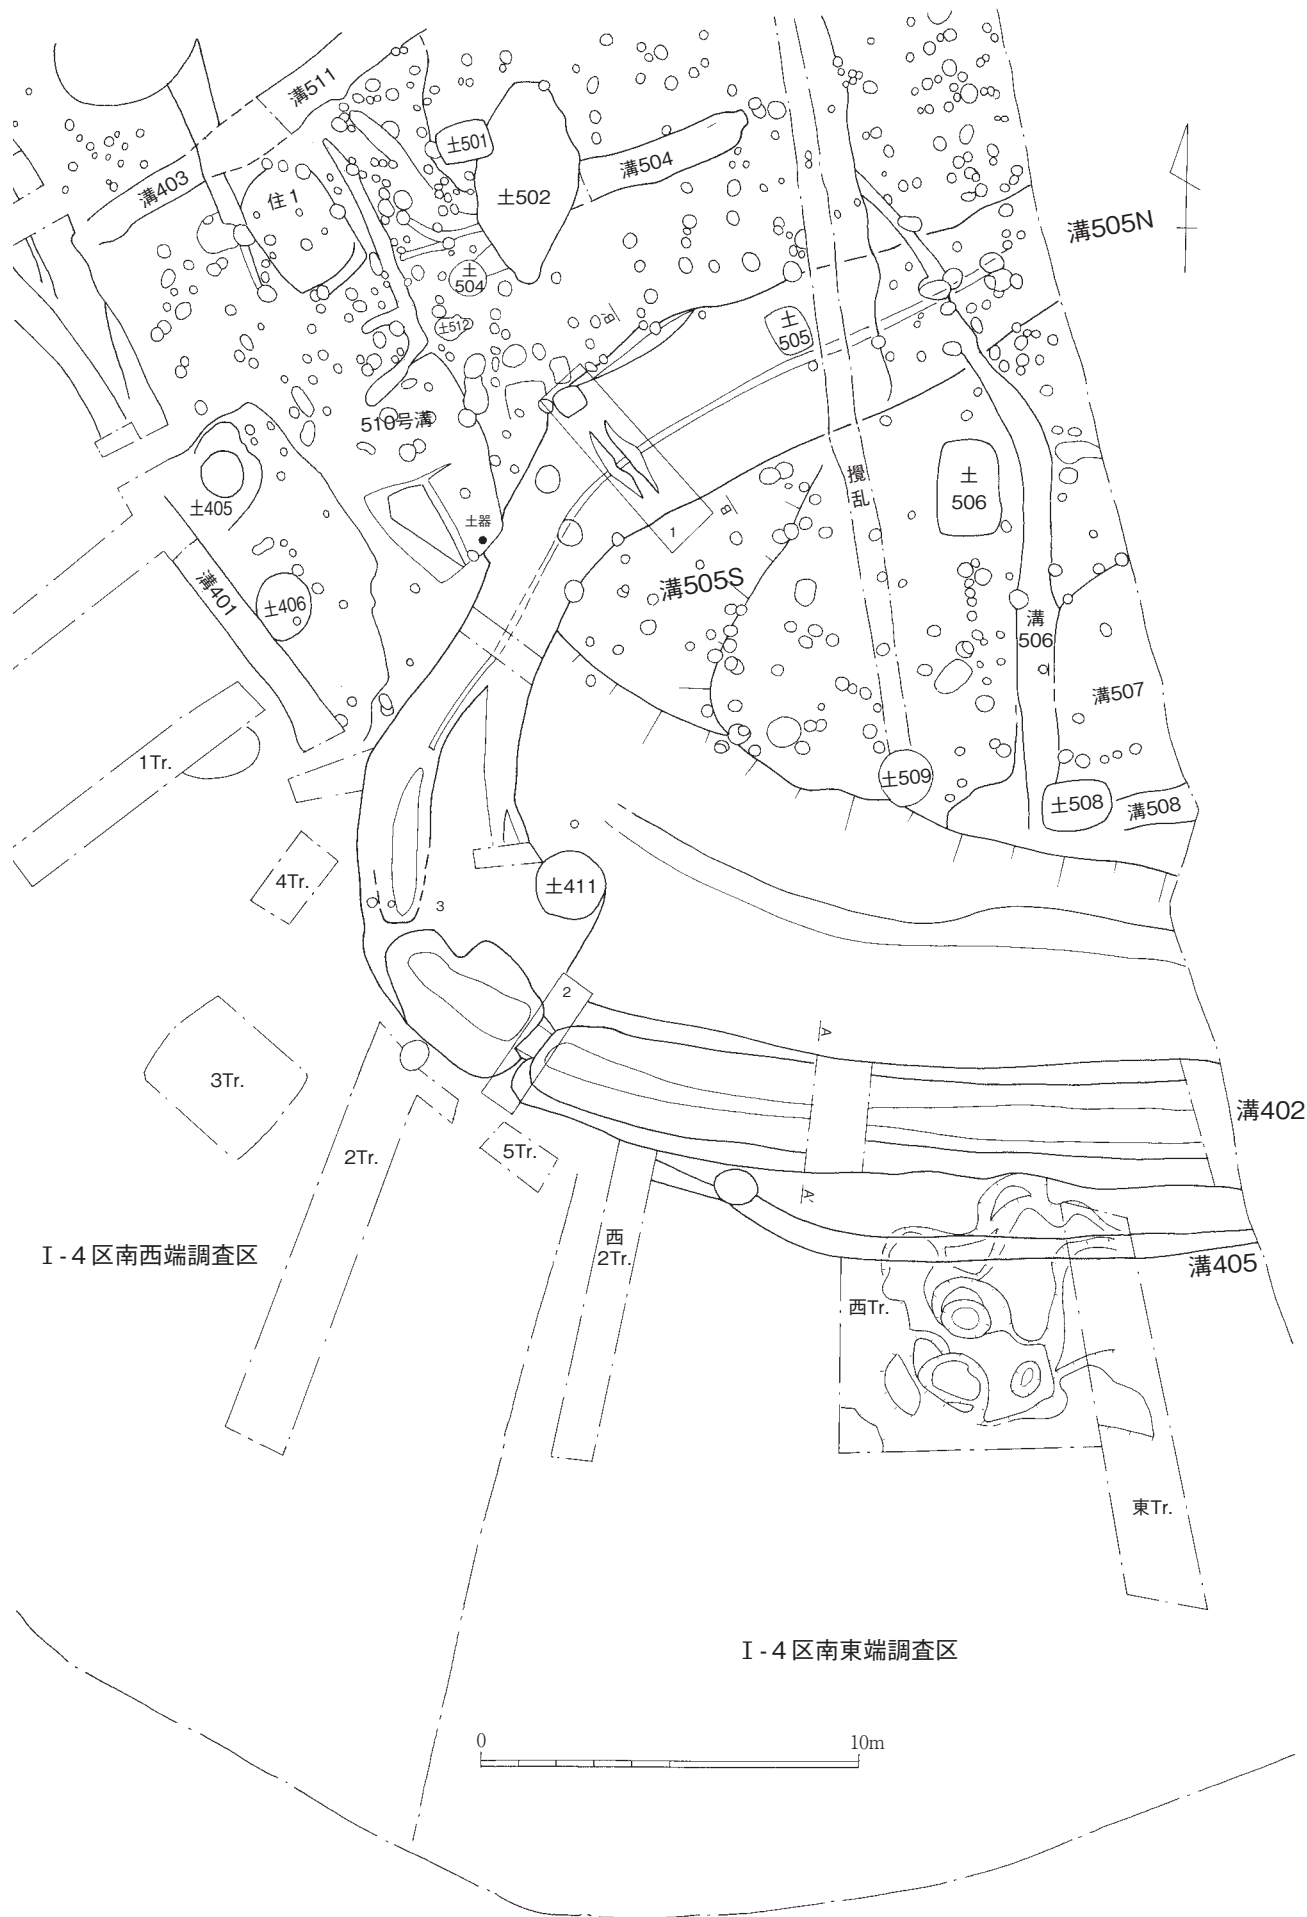 溝511
土501
溝403
住1
土502
溝504
溝505N
土
504
土512
B'
土
505
510号溝
土405
土器
1
B
攪乱
土
506
溝401
土406
溝505S
溝
506
溝507
1Tr.
土509
土508
溝508
4Tr.
土411
3
2
A
3Tr.
2Tr.
5Tr.
A'
溝402
西
2Tr.
Ⅰ-4区南西端調査区
溝405
西Tr.
東Tr.
Ⅰ-4区南東端調査区
0
10m